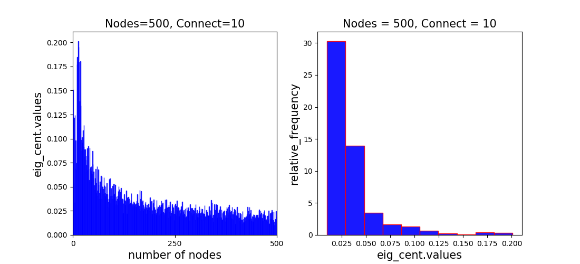 Nodes=500, Connect=10
0.200
0.175
0.150
0.125
0.100
0.075
0.050
0.025
0.000
eig_cent.values
0
250
500
number of nodes
Nodes = 500, Connect = 10
30
25
20
15
10
5
0
relative_frequency
0.025 0.050 0.075 0.100 0.125 0.150 0.175 0.200
eig_cent.values